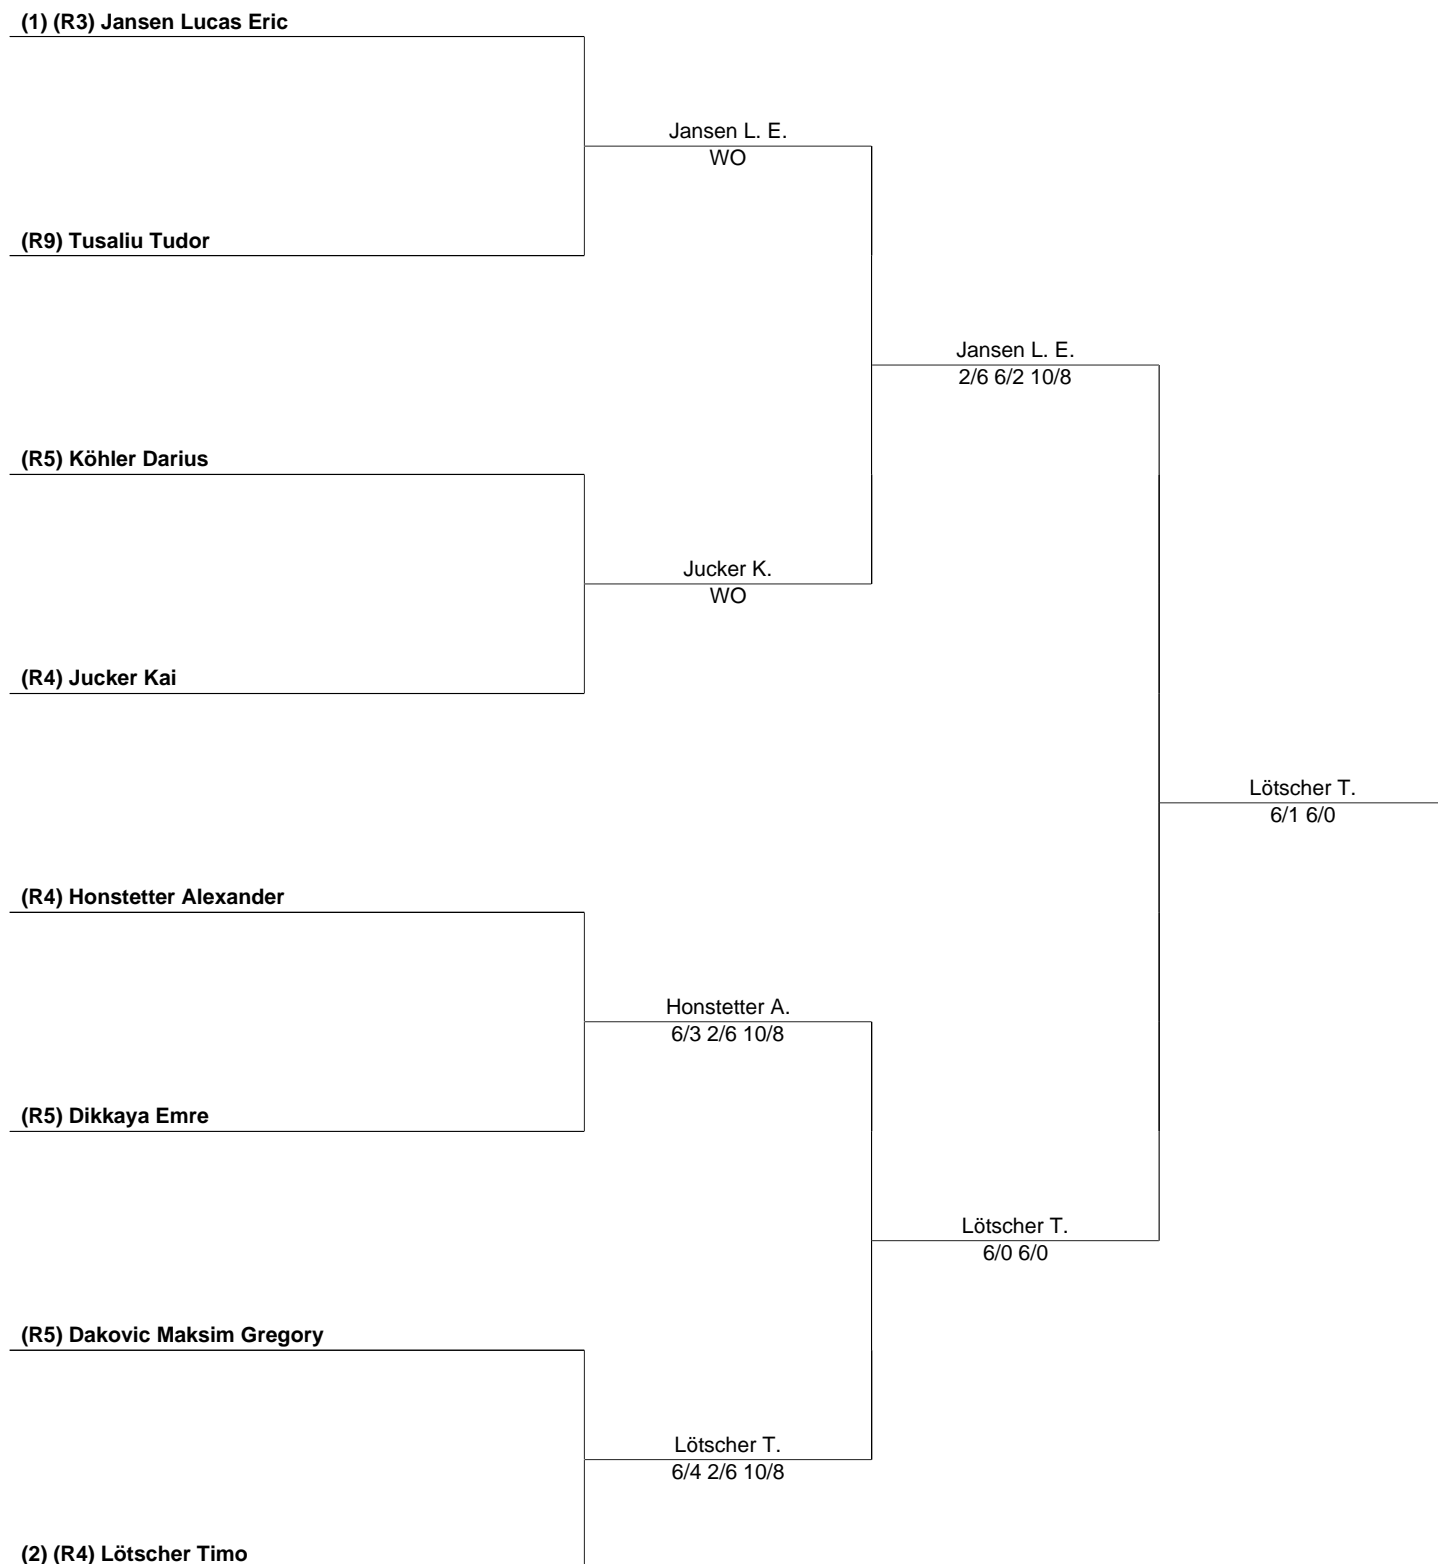 (1) (R3) Jansen Lucas Eric
Jansen L. E.
WO
(R9) Tusaliu Tudor
Jansen L. E.
2/6 6/2 10/8
(R5) Köhler Darius
Jucker K.
WO
(R4) Jucker Kai
Lötscher T.
6/1 6/0
(R4) Honstetter Alexander
Honstetter A.
6/3 2/6 10/8
(R5) Dikkaya Emre
Lötscher T.
6/0 6/0
(R5) Dakovic Maksim Gregory
Lötscher T.
6/4 2/6 10/8
(2) (R4) Lötscher Timo